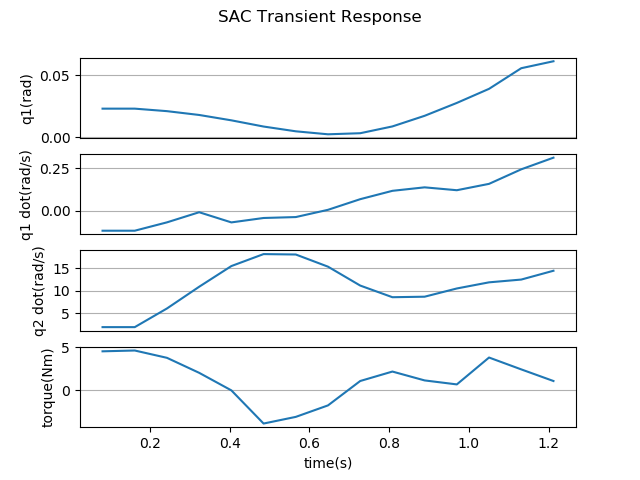 SAC Transient Response
q1(rad)
0.05
0.00
q1 dot(rad/s)
0.25
0.00
q2 dot(rad/s)
15
10
5
torque(Nm)
5
0
0.2 0.4 0.6 0.8 1.0 1.2
time(s)